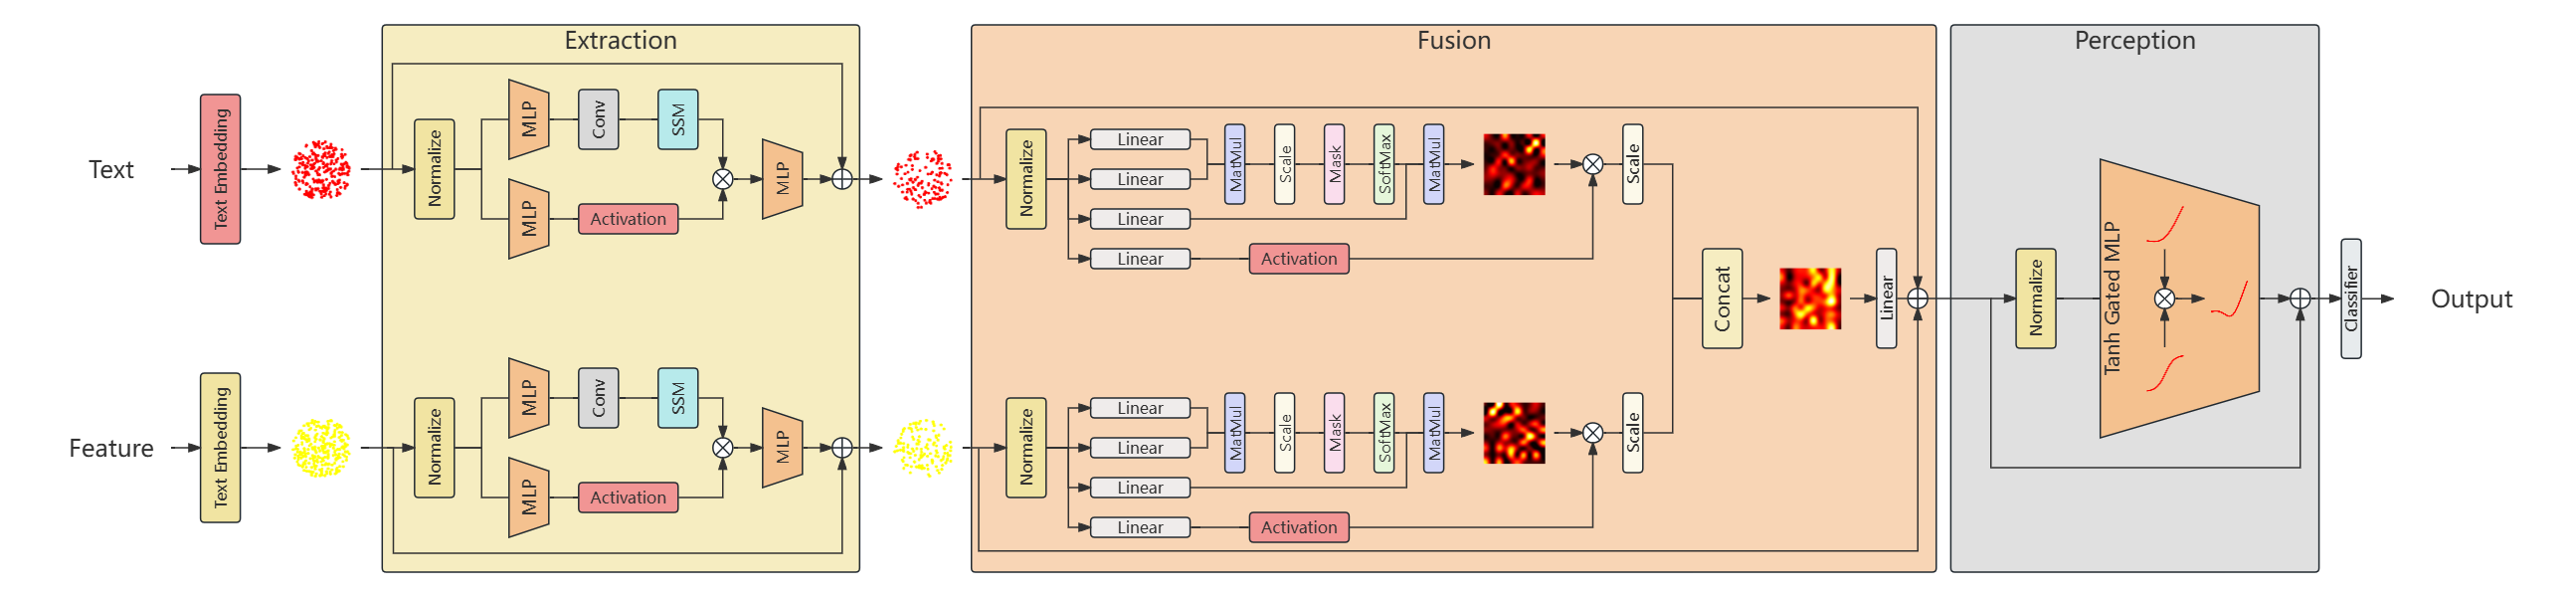 Extraction
Fusion
Perception
Text
Text Embedding
Normalize
MLP
Conv
SSM
MLP
Activation
MLP
Normalize
Linear
Linear
Linear
Linear
MatMul
Scale
Mask
SoftMax
MatMul
Activation
Scale
Feature
Text Embedding
Normalize
MLP
Conv
SSM
MLP
Activation
MLP
Normalize
Linear
Linear
Linear
Linear
MatMul
Scale
Mask
SoftMax
MatMul
Activation
Scale
Concat
Linear
Normalize
Tanh Gated MLP
Classifier
Output